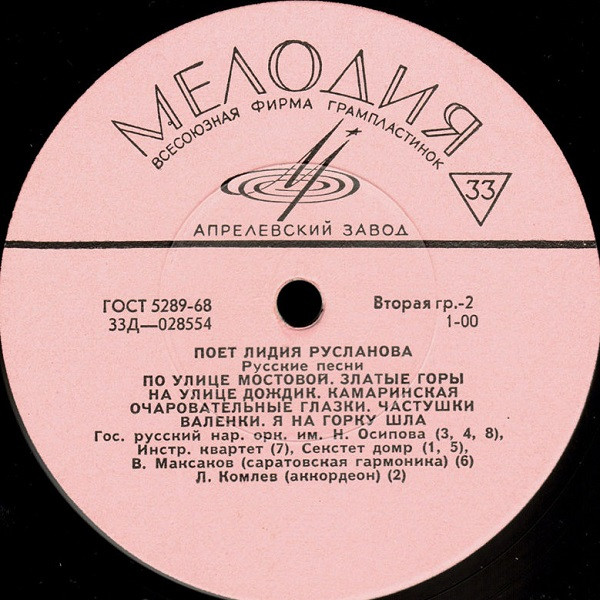 МЕЛОДИЯ
ВСЕСОЮЗНАЯ ФИРМА ГРАМПЛАСТИНОК
33
АПРЕЛЕВСКИЙ ЗАВОД
ГОСТ 5289-68
Вторая гр.-2
33Д—028554
1-00
ПОЕТ ЛИДИЯ РУСЛАНОВА
Русские песни
ПО УЛИЦЕ МОСТОВОЙ. ЗЛАТЫЕ ГОРЫ
НА УЛИЦЕ ДОЖДИК. КАМАРИНСКАЯ
ОЧАРОВАТЕЛЬНЫЕ ГЛАЗКИ. ЧАСТУШКИ
ВАЛЕНКИ. Я НА ГОРКУ ШЛА
Гос. русский нар. орк. им. Н. Осипова (3, 4, 8),
Инстр. квартет (7), Секстет домр (1, 5),
В. Максаков (саратовская гармоника) (6)
Л. Комлев (аккордеон) (2)